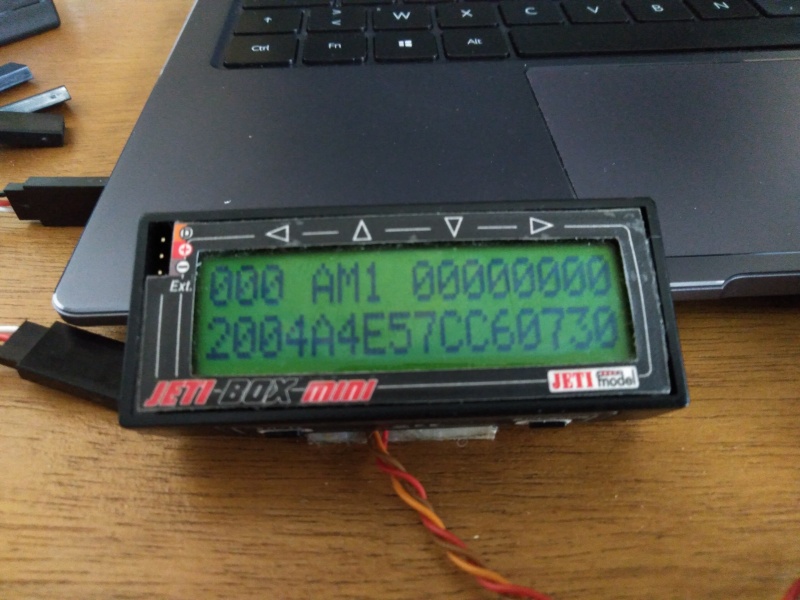 W X C V B N
Ctrl Fn Alt
Ext.
000 AM1 00000000
2004A4E57CC60730
JETI-BOX MINI
JETI model